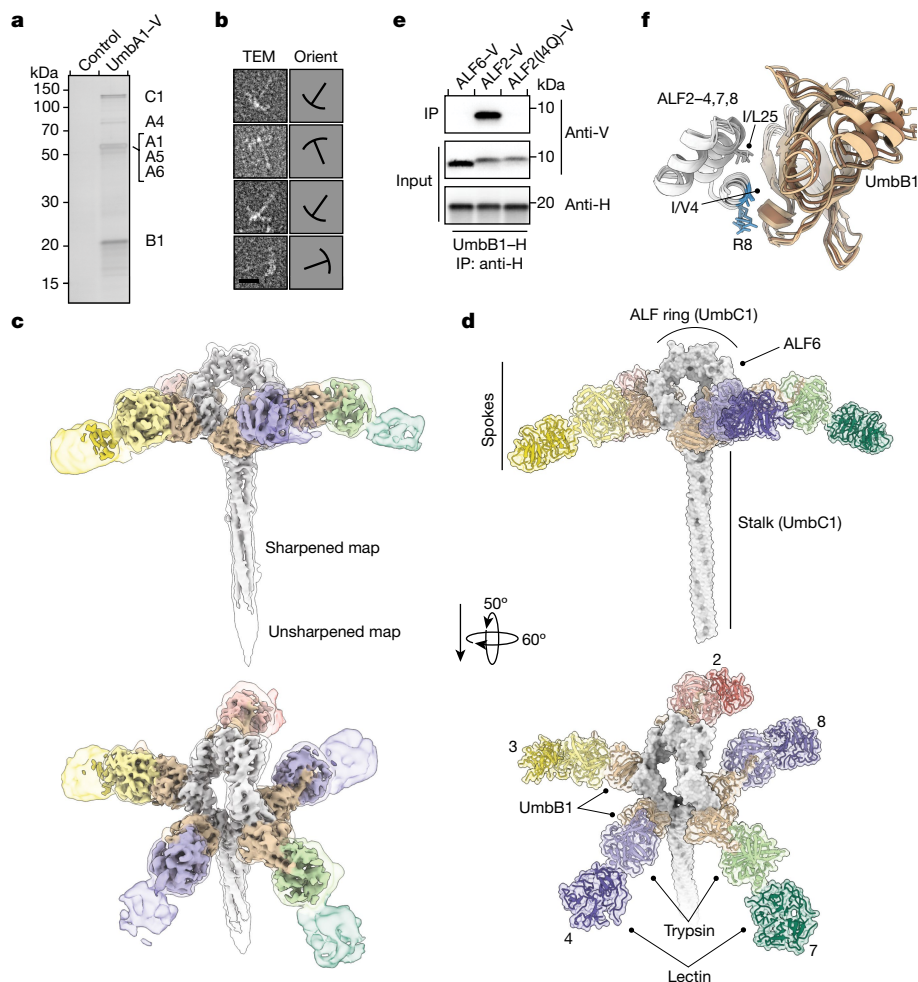 a
Control
UmbA1–V
kDa
150
100
70
50
30
20
15
C1
A4
A1
A5
A6
B1
b
TEM
Orient
e
ALF6–V
ALF2–V
ALF2(I4Q)–V
kDa
IP
10
Anti-V
Input
10
20
Anti-H
UmbB1–H
IP: anti-H
f
ALF2–4,7,8
I/L25
UmbB1
I/V4
R8
c
Sharpened map
Unsharpened map
50º
60º
d
ALF ring (UmbC1)
ALF6
Spokes
Stalk (UmbC1)
2
3
8
UmbB1
Trypsin
4
7
Lectin